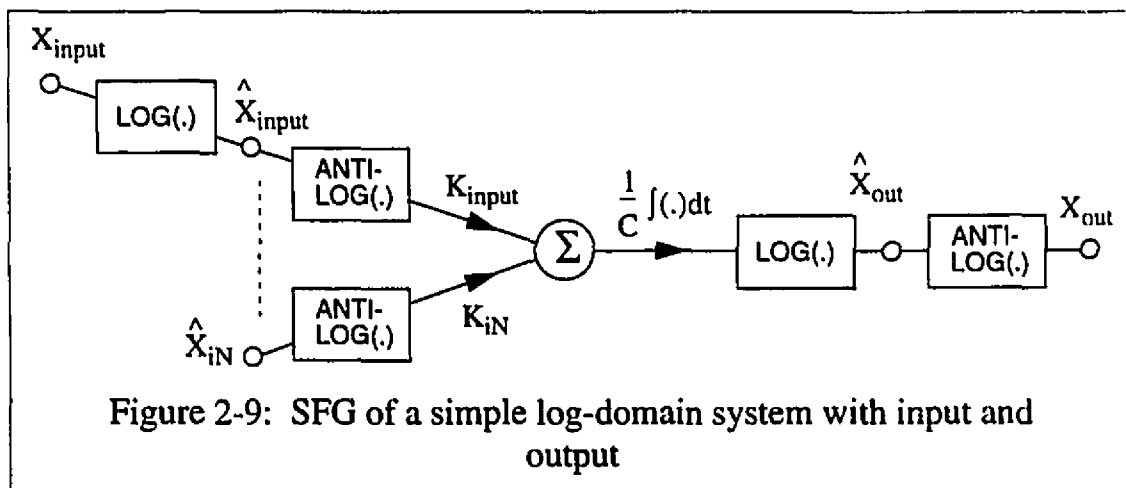 X_input
LOG(.)
X̂_input
ANTI-
LOG(.)
K_input
Σ
1/C ∫(.)dt
LOG(.)
X̂_out
ANTI-
LOG(.)
X_out
X̂_iN
ANTI-
LOG(.)
K_iN
Figure 2-9: SFG of a simple log-domain system with input and
output